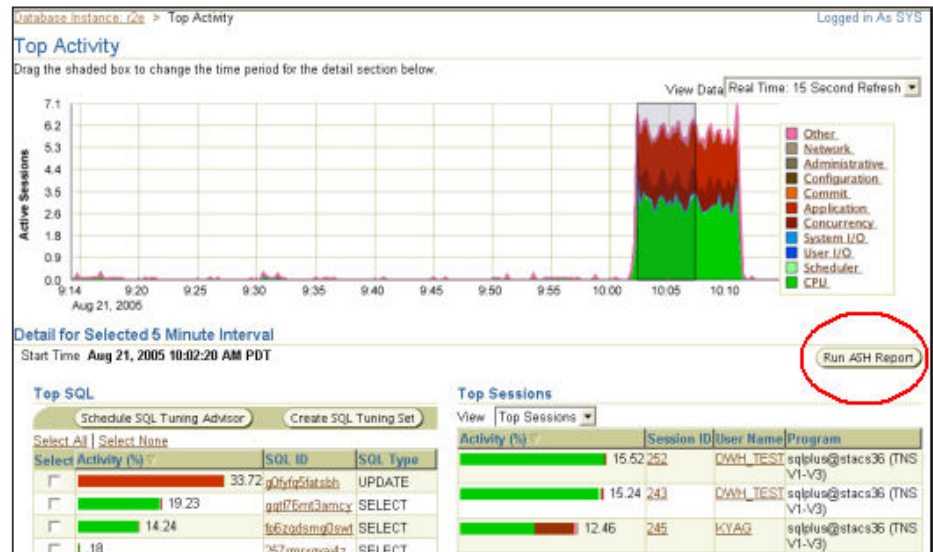 Database Instance: r2e > Top Activity
Logged in As SYS
Top Activity
Drag the shaded box to change the time period for the detail section below.
View Data Real Time: 15 Second Refresh
7.1
6.2
5.3
4.4
3.5
2.6
1.8
0.9
0.0
Active Sessions
9:14 9:20 9:25 9:30 9:35 9:40 9:45 9:50 9:55 10:00 10:05 10:10
Aug 21, 2005
Other
Network
Administrative
Configuration
Commit
Application
Concurrency
System I/O
User I/O
Scheduler
CPU
Detail for Selected 5 Minute Interval
Start Time Aug 21, 2005 10:02:20 AM PDT
Run ASH Report
Top SQL
Schedule SQL Tuning Advisor Create SQL Tuning Set
Select All | Select None
Select Activity (%) SQL ID SQL Type
33.72 UPDATE
19.23 SELECT
14.24 SELECT
.18 SELECT
Top Sessions
View Top Sessions
Activity (%) Session ID User Name Program
15.52 252 DWH_TEST sqlplus@stacs36 (TNS
V1-V3)
15.24 243 DWH_TEST sqlplus@stacs36 (TNS
V1-V3)
12.46 245 KYAG sqlplus@stacs36 (TNS
V1-V3)